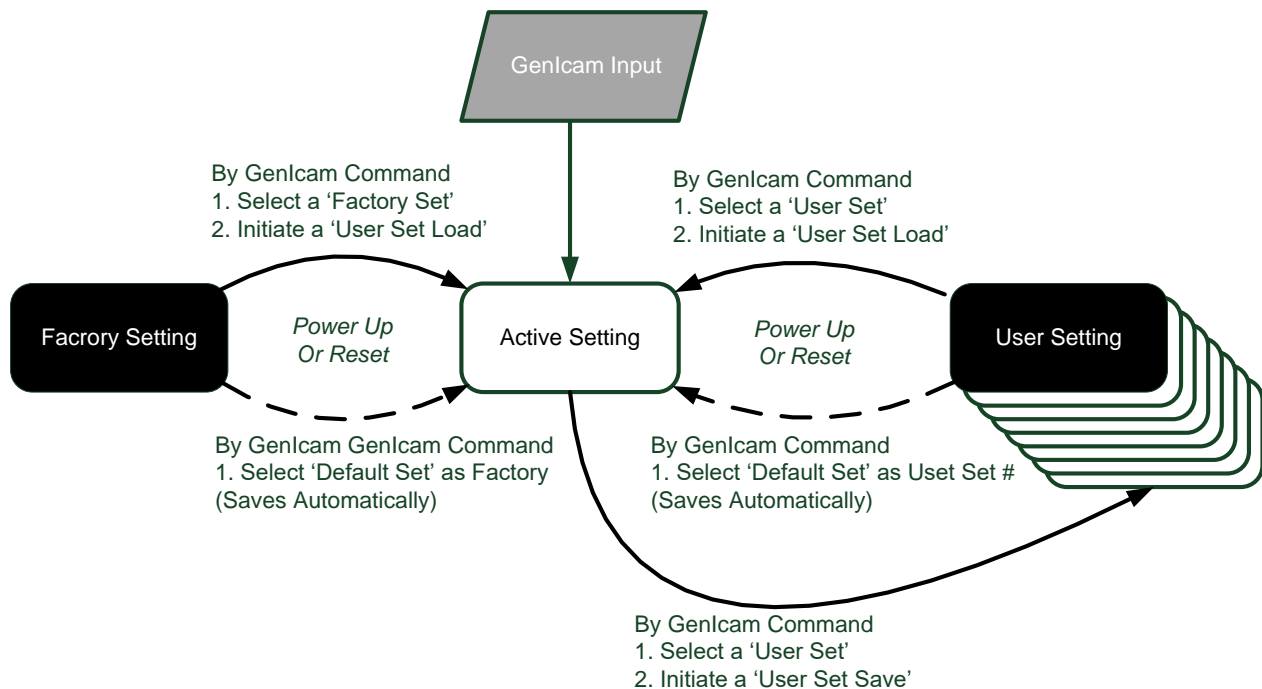 GenIcam Input
By GenIcam Command
1. Select a ‘Factory Set’
2. Initiate a ‘User Set Load’
By GenIcam Command
1. Select a ‘User Set’
2. Initiate a ‘User Set Load’
Facrory Setting
Power Up
Or Reset
Active Setting
Power Up
Or Reset
User Setting
By GenIcam GenIcam Command
1. Select ‘Default Set’ as Factory
(Saves Automatically)
By GenIcam Command
1. Select ‘Default Set’ as Uset Set #
(Saves Automatically)
By GenIcam Command
1. Select a ‘User Set’
2. Initiate a ‘User Set Save’